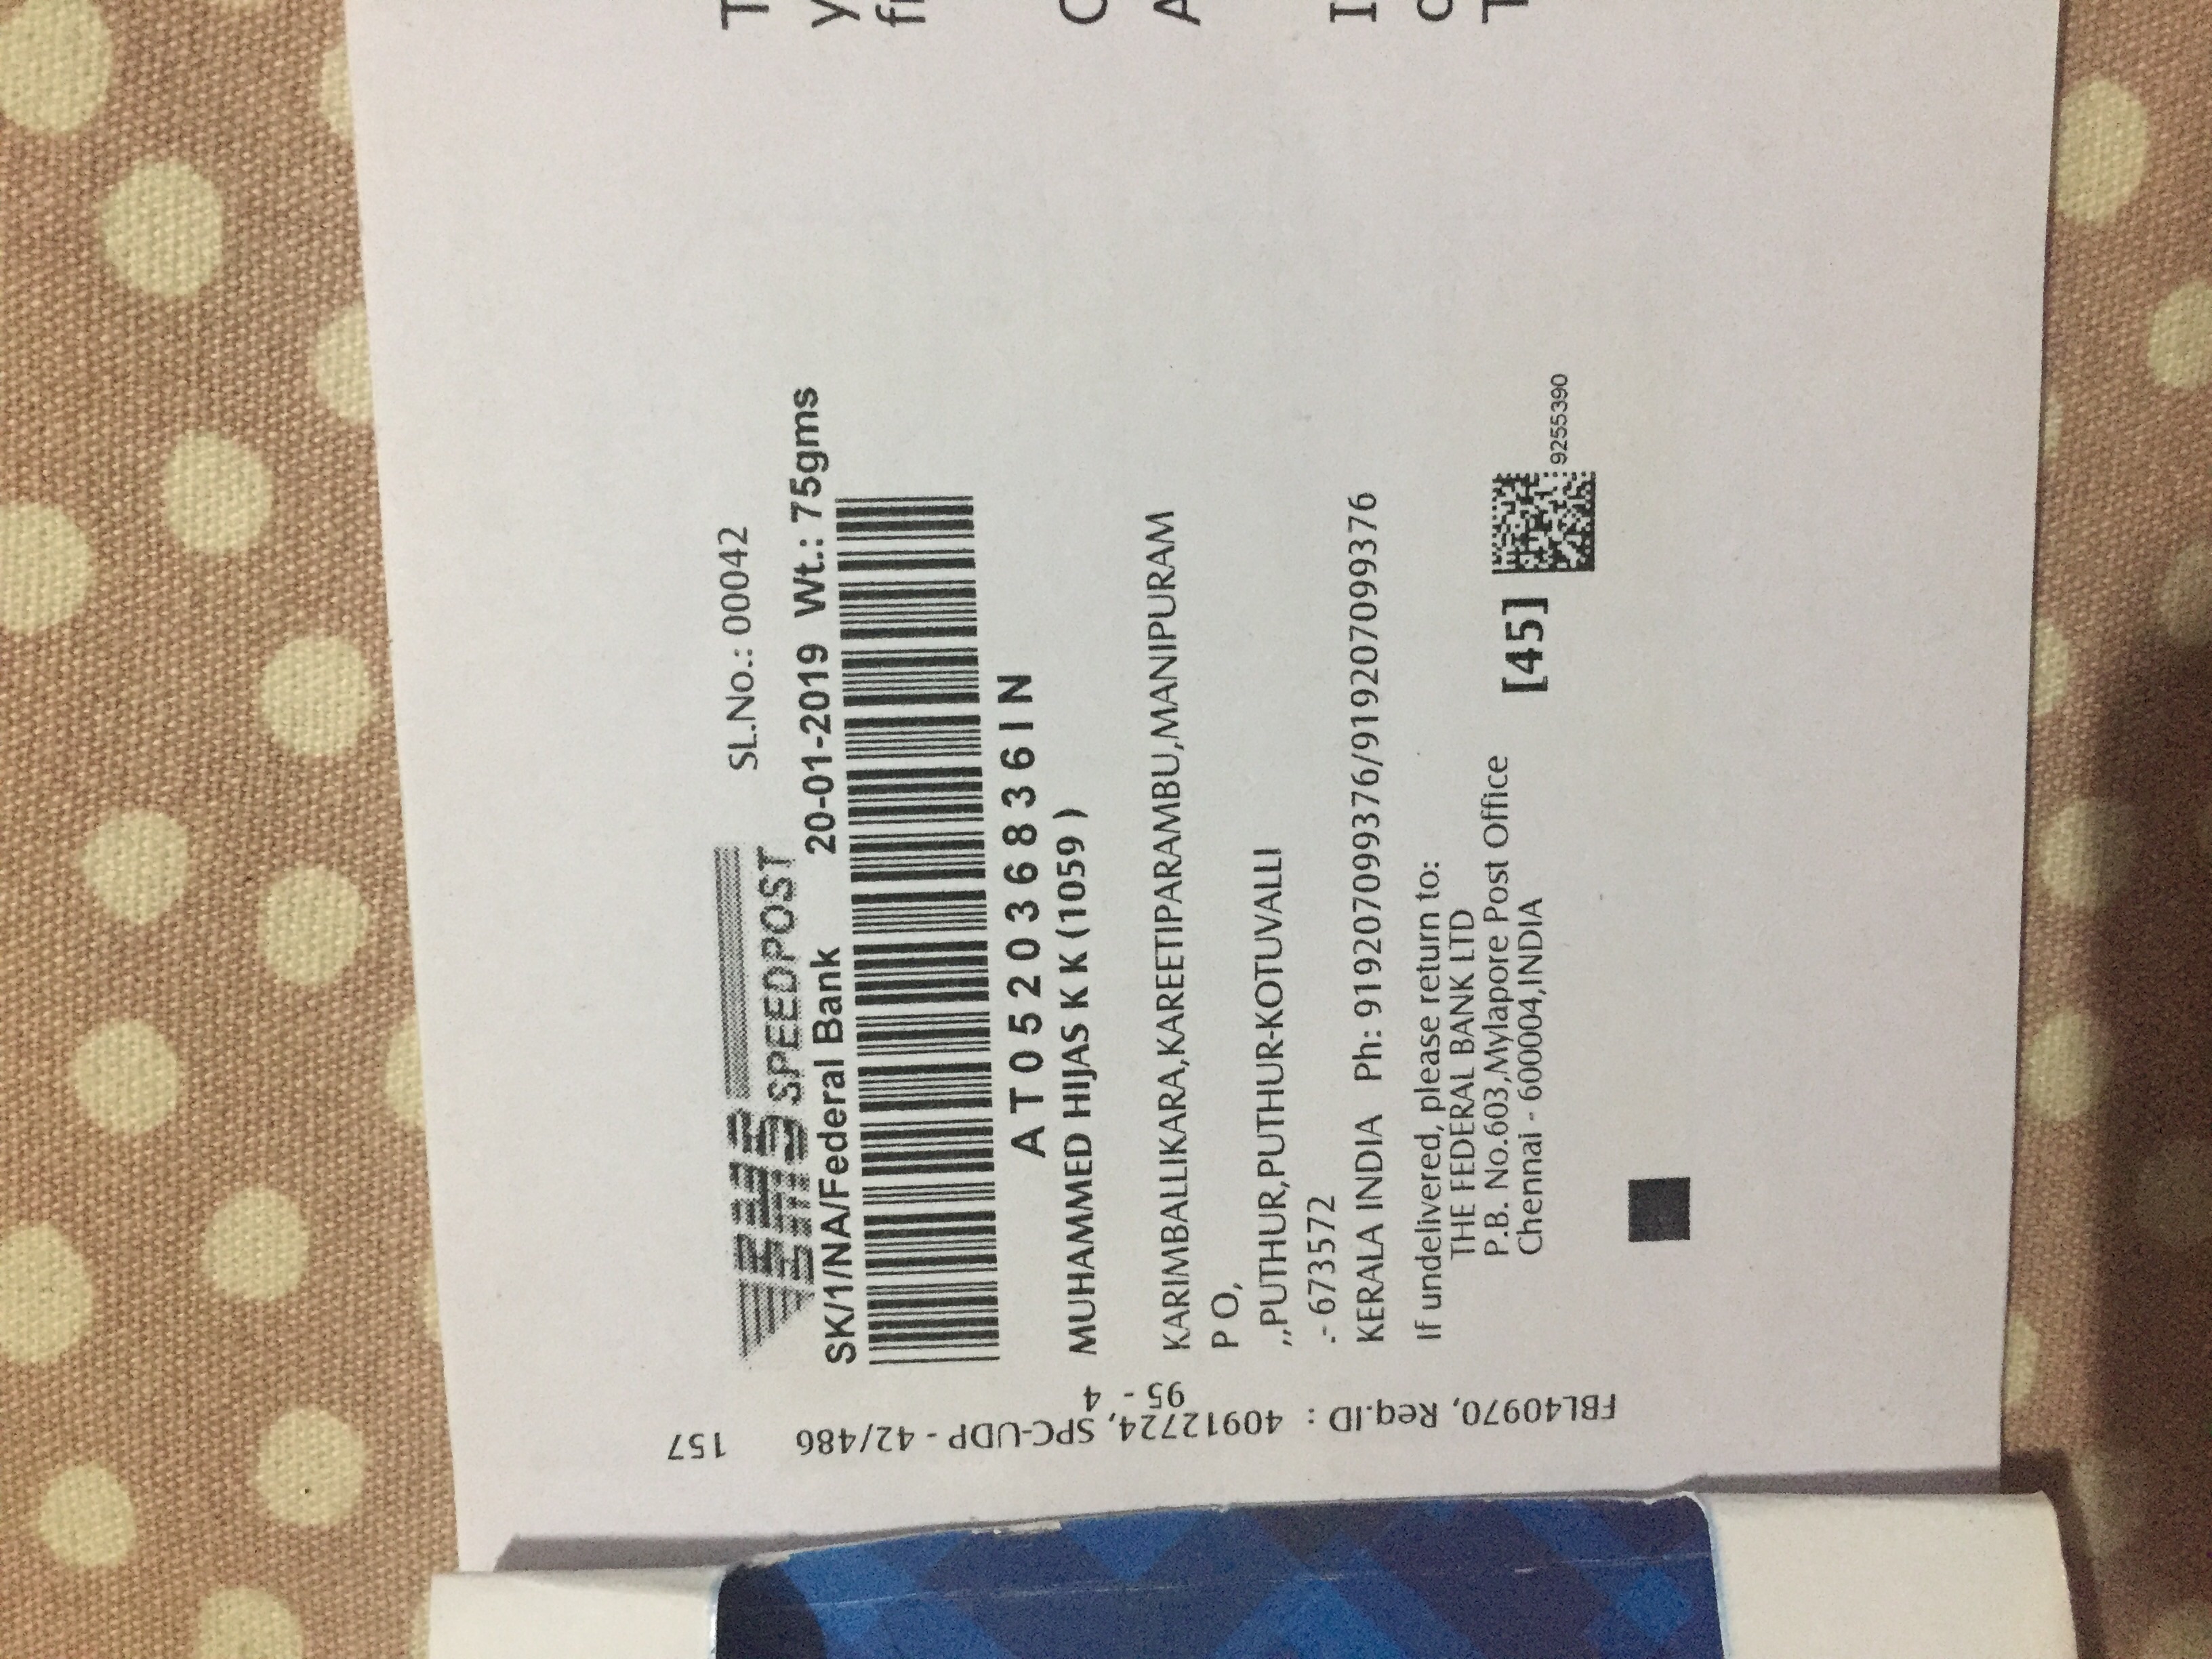 EMS SPEEDPOST
SL.No.: 00042
SK/1/NA/Federal Bank 20-01-2019 Wt.: 75gms
AT052036836IN
MUHAMMED HIJAS K K (1059 )
KARIMBALLIKARA,KAREETIPARAMBU,MANIPURAM
P O,
,,PUTHUR,PUTHUR-KOTUVALLI
.- 673572
KERALA INDIA Ph: 919207099376/919207099376
If undelivered, please return to:
THE FEDERAL BANK LTD
P.B. No.603,Mylapore Post Office
Chennai - 600004,INDIA
[45]
9255390
FBL40970, Req.ID : 40912724, SPC-UDP - 42/486 157
95 - 4